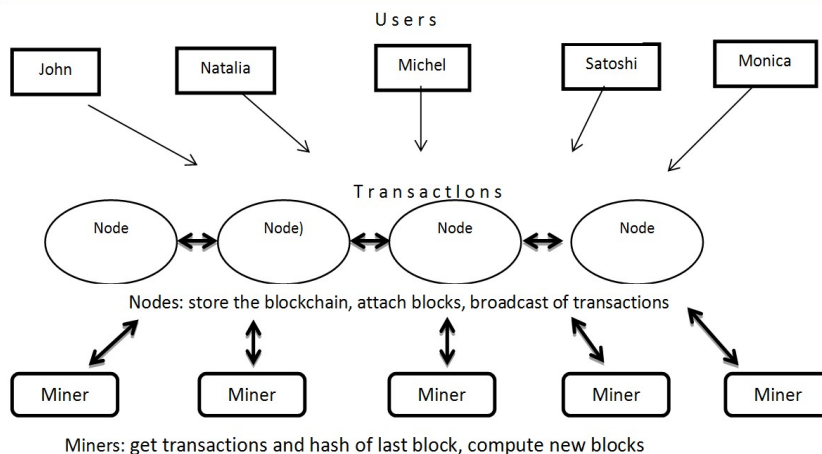 Users
John
Natalia
Michel
Satoshi
Monica
TransactIons
Node
Node)
Node
Node
Nodes: store the blockchain, attach blocks, broadcast of transactions
Miner
Miner
Miner
Miner
Miner
Miners: get transactions and hash of last block, compute new blocks